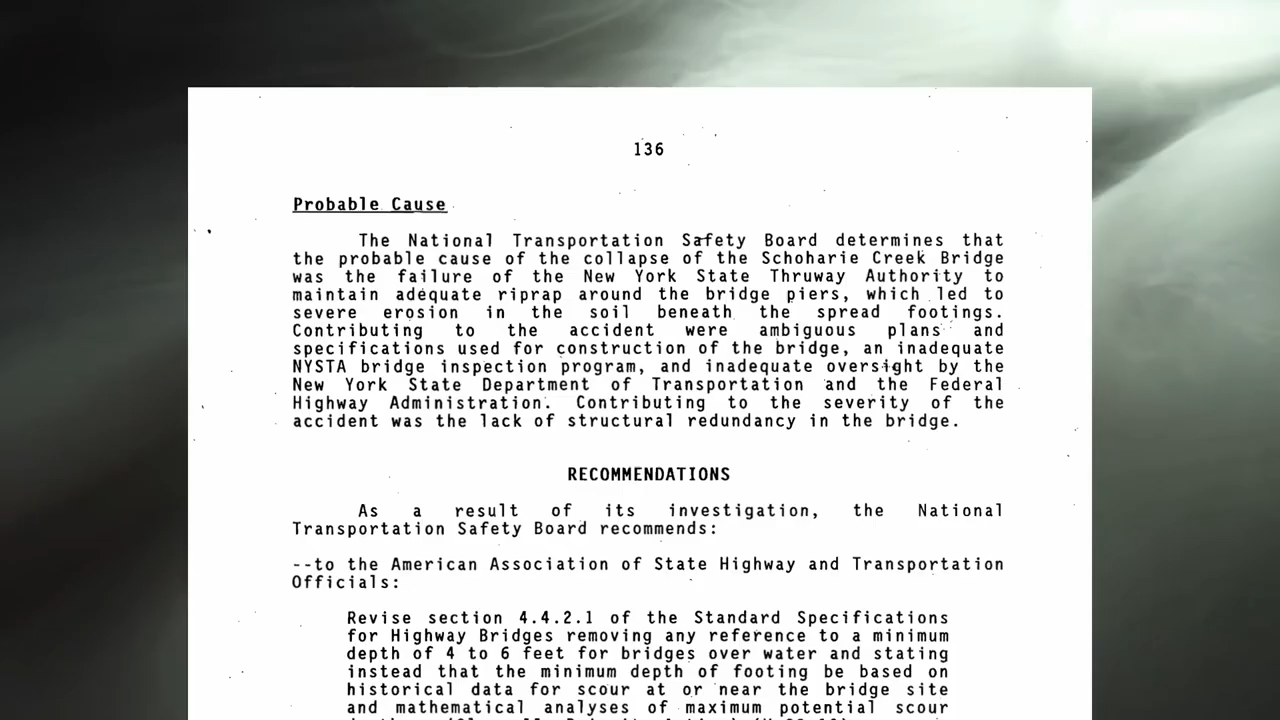 136
Probable Cause
The National Transportation Safety Board determines that
the probable cause of the collapse of the Schoharie Creek Bridge
was the failure of the New York State Thruway Authority to
maintain adequate riprap around the bridge piers, which led to
severe erosion in the soil beneath the spread footings.
Contributing to the accident were ambiguous plans and
specifications used for construction of the bridge, an inadequate
NYSTA bridge inspection program, and inadequate oversight by the
New York State Department of Transportation and the Federal
Highway Administration. Contributing to the severity of the
accident was the lack of structural redundancy in the bridge.
RECOMMENDATIONS
As a result of its investigation, the National
Transportation Safety Board recommends:
--to the American Association of State Highway and Transportation
Officials:
Revise section 4.4.2.1 of the Standard Specifications
for Highway Bridges removing any reference to a minimum
depth of 4 to 6 feet for bridges over water and stating
instead that the minimum depth of footing be based on
historical data for scour at or near the bridge site
and mathematical analyses of maximum potential scour